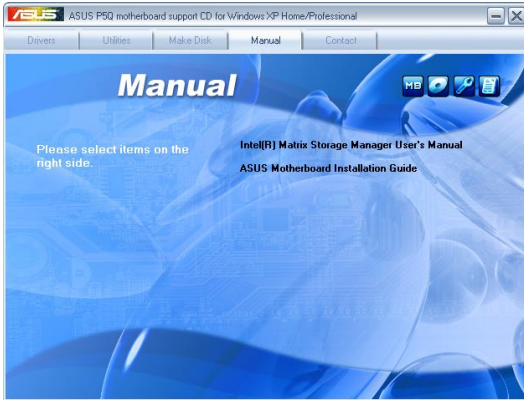 ASUS ASUS P5Q motherboard support CD for Windows XP Home/Professional
Drivers Utilities Make Disk Manual Contact
Manual
MB
Please select items on the
right side.
Intel(R) Matrix Storage Manager User's Manual
ASUS Motherboard Installation Guide